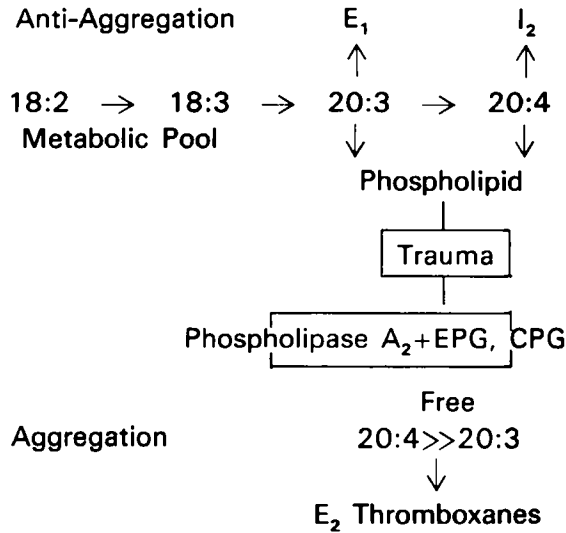 Anti-Aggregation E₁ I₂
18:2 → 18:3 → 20:3 → 20:4
Metabolic Pool
Phospholipid
Trauma
Phospholipase A₂+EPG, CPG
Free
Aggregation 20:4>>20:3
E₂ Thromboxanes